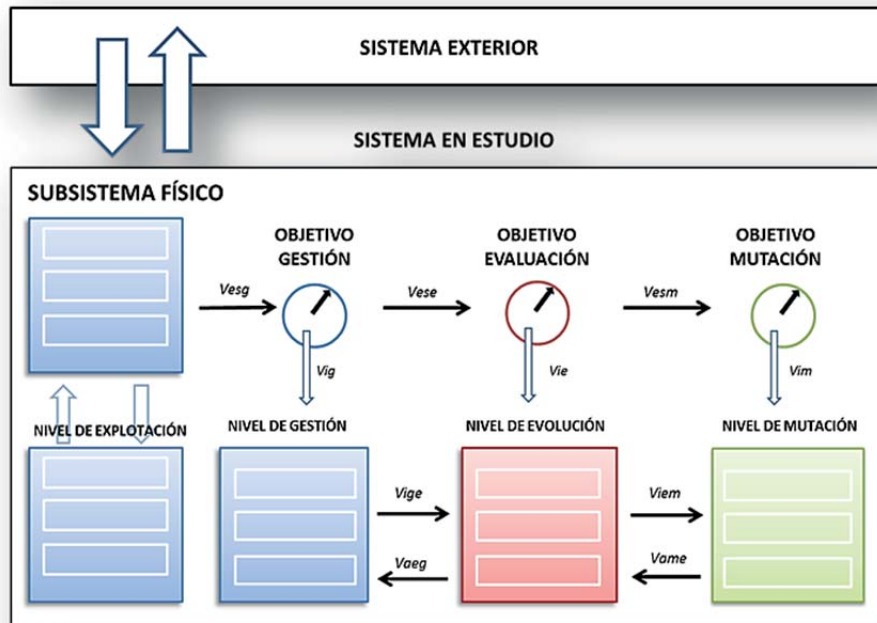 SISTEMA EXTERIOR
SISTEMA EN ESTUDIO
SUBSISTEMA FÍSICO
OBJETIVO
GESTIÓN
OBJETIVO
EVALUACIÓN
OBJETIVO
MUTACIÓN
Vesg
Vese
Vesm
Vig
Vie
Vim
NIVEL DE EXPLOTACIÓN
NIVEL DE GESTIÓN
NIVEL DE EVOLUCIÓN
NIVEL DE MUTACIÓN
Vige
Viem
Vaeg
Vame